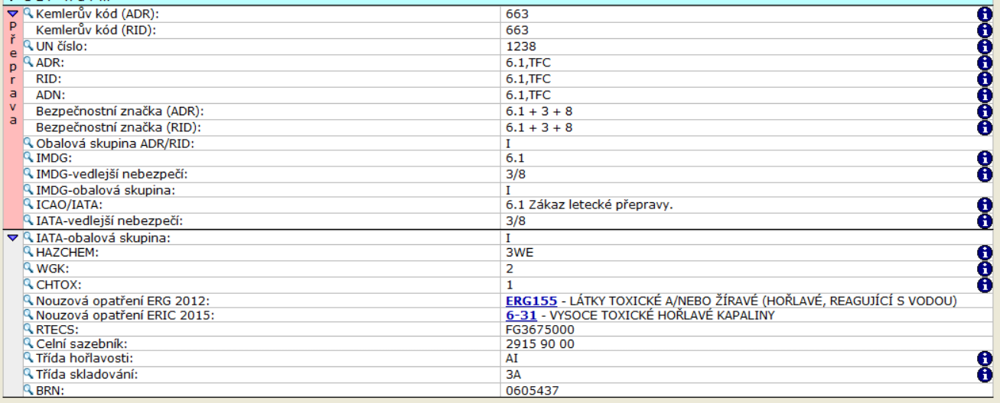 Přeprava
Kemlerův kód (ADR): 663
Kemlerův kód (RID): 663
UN číslo: 1238
ADR: 6.1,TFC
RID: 6.1,TFC
ADN: 6.1,TFC
Bezpečnostní značka (ADR): 6.1 + 3 + 8
Bezpečnostní značka (RID): 6.1 + 3 + 8
Obalová skupina ADR/RID: I
IMDG: 6.1
IMDG-vedlejší nebezpečí: 3/8
IMDG-obalová skupina: I
ICAO/IATA: 6.1 Zákaz letecké přepravy.
IATA-vedlejší nebezpečí: 3/8
IATA-obalová skupina: I
HAZCHEM: 3WE
WGK: 2
CHTOX: 1
Nouzová opatření ERG 2012: ERG155 - LÁTKY TOXICKÉ A/NEBO ŽÍRAVÉ (HOŘLAVÉ, REAGUJÍCÍ S VODOU)
Nouzová opatření ERIC 2015: 6-31 - VYSOCE TOXICKÉ HOŘLAVÉ KAPALINY
RTECS: FG3675000
Celní sazebník: 2915 90 00
Třída hořlavosti: AI
Třída skladování: 3A
BRN: 0605437